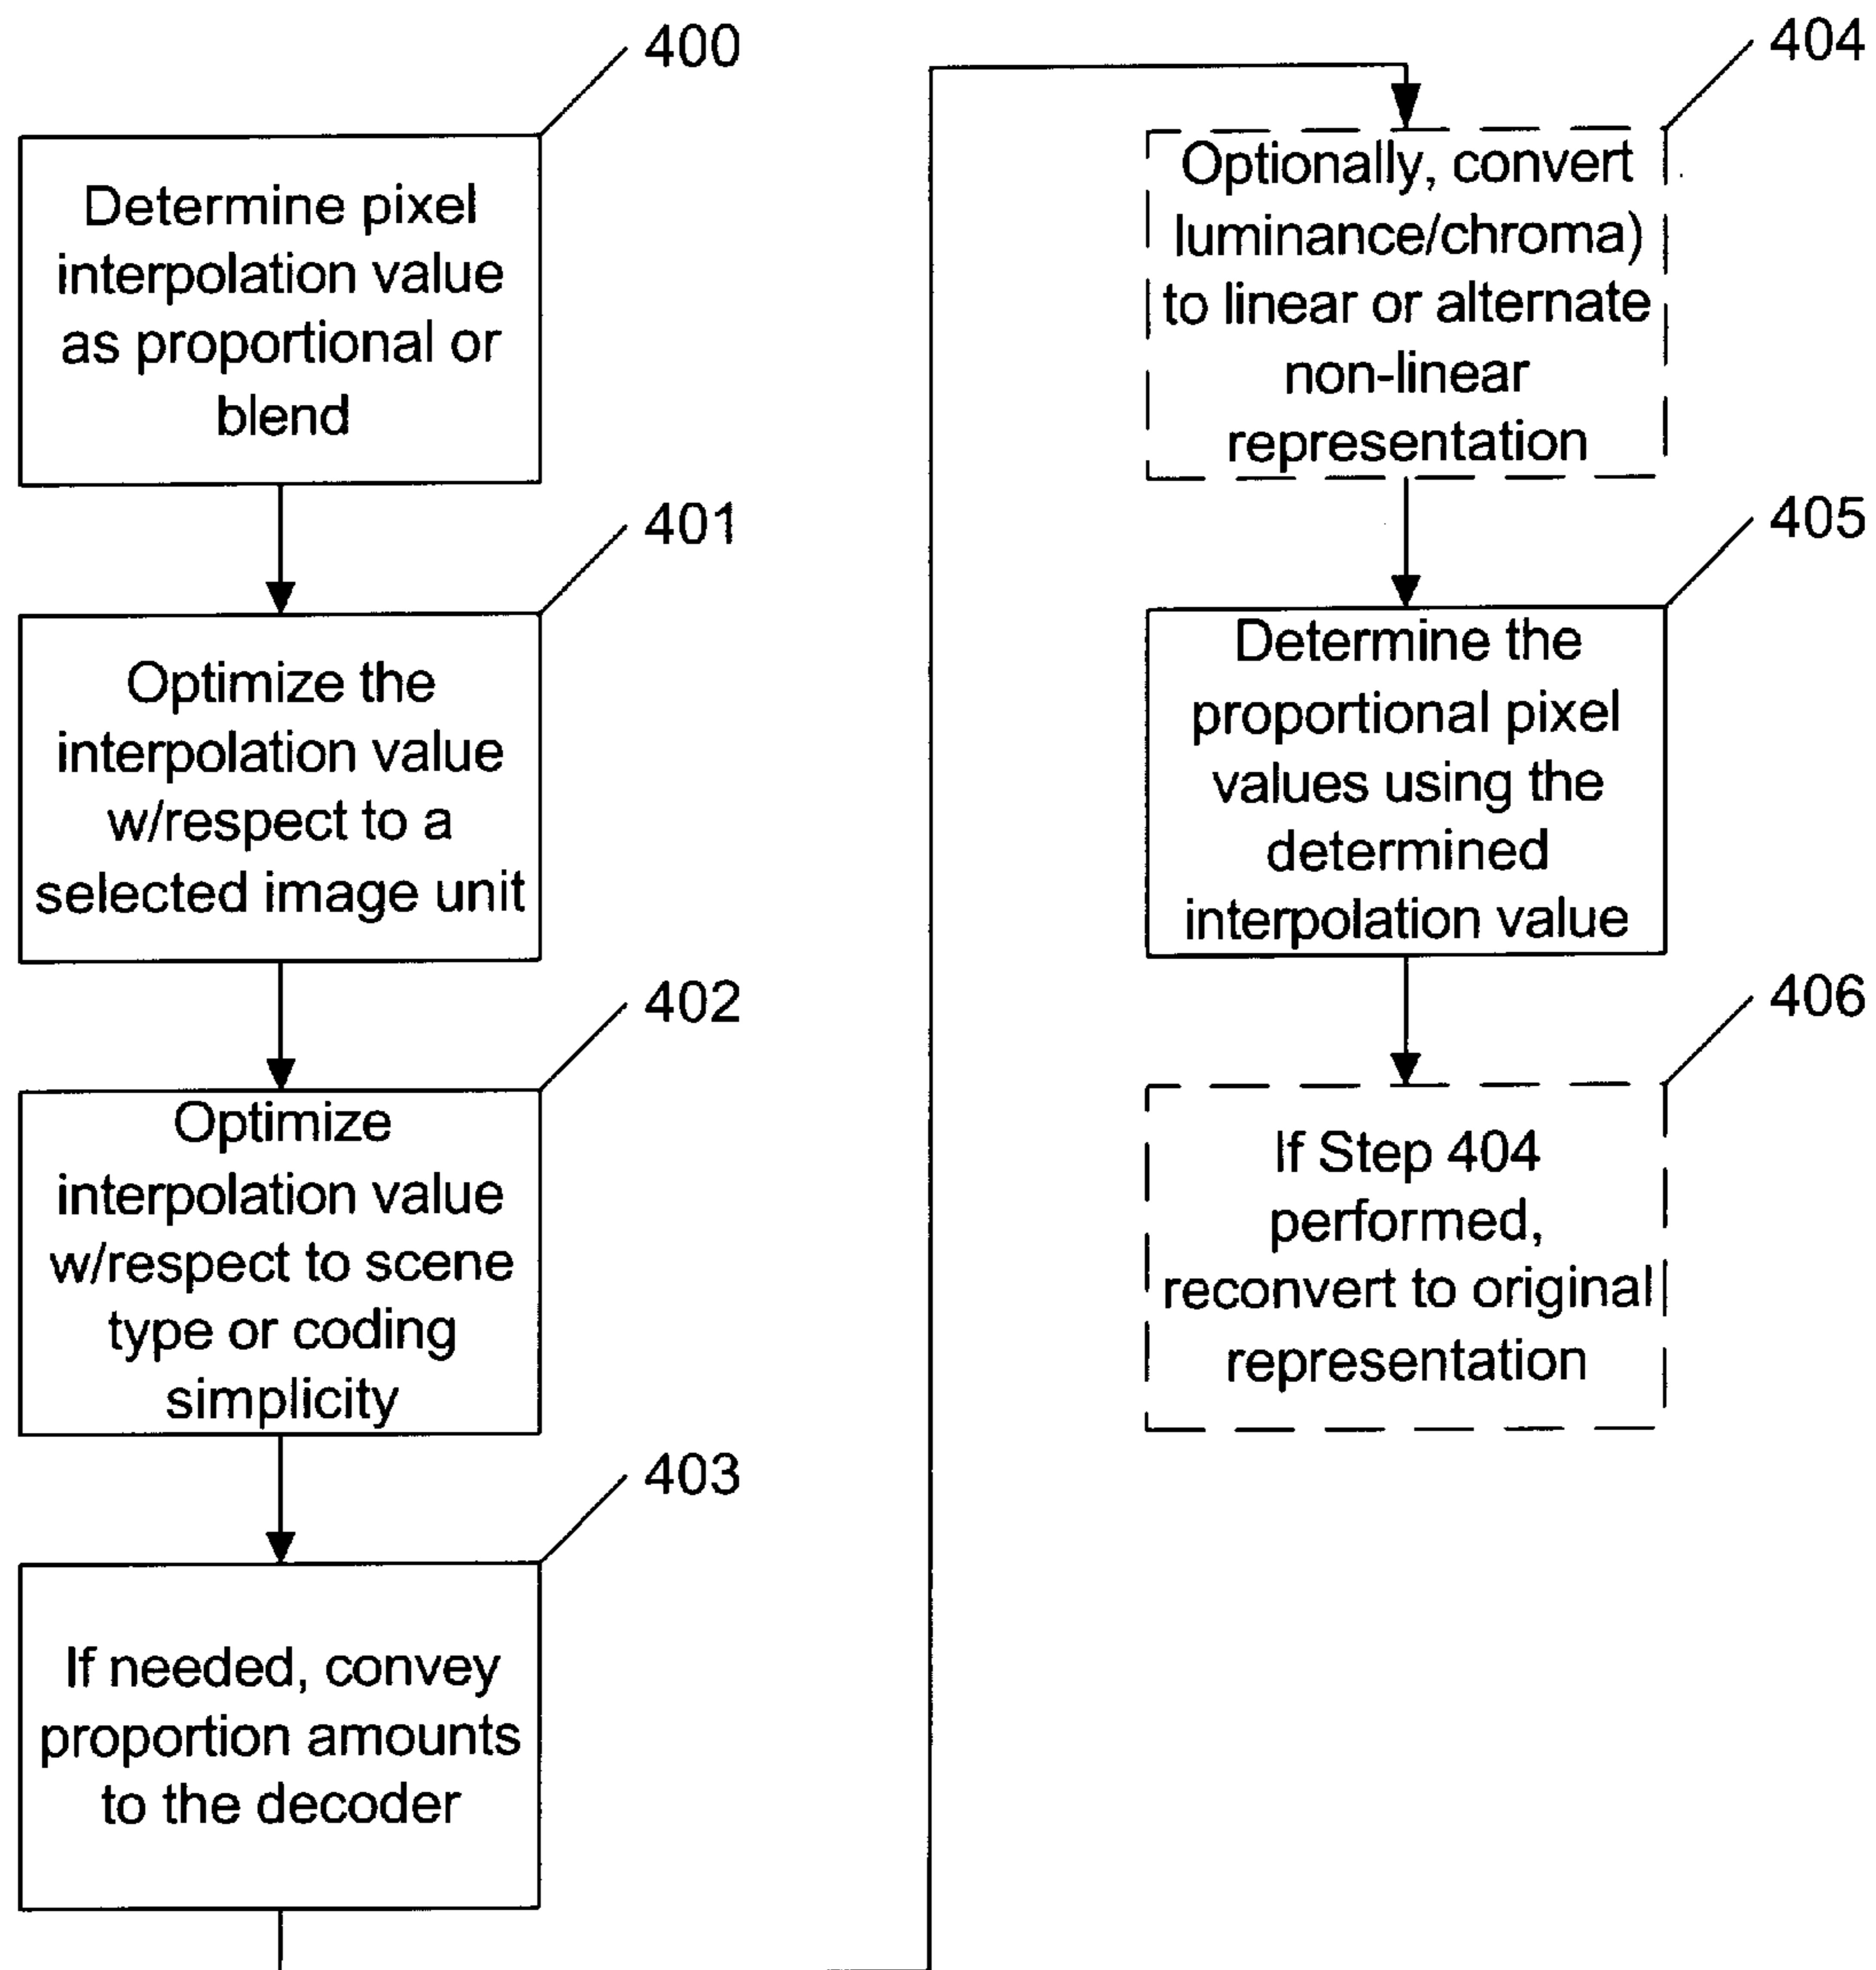 400
Determine pixel
interpolation value
as proportional or
blend
401
Optimize the
interpolation value
w/respect to a
selected image unit
402
Optimize
interpolation value
w/respect to scene
type or coding
simplicity
403
If needed, convey
proportion amounts
to the decoder
404
Optionally, convert
luminance/chroma)
to linear or alternate
non-linear
representation
405
Determine the
proportional pixel
values using the
determined
interpolation value
406
If Step 404
performed,
reconvert to original
representation